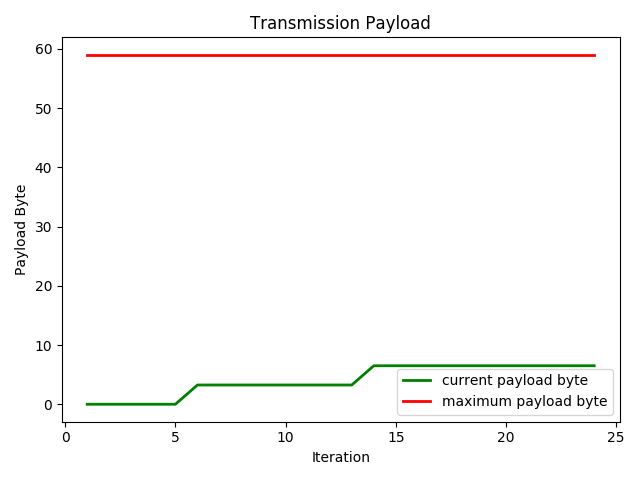 Transmission Payload
60
50
40
30
20
10
0
Payload Byte
0 5 10 15 20 25
Iteration
current payload byte
maximum payload byte